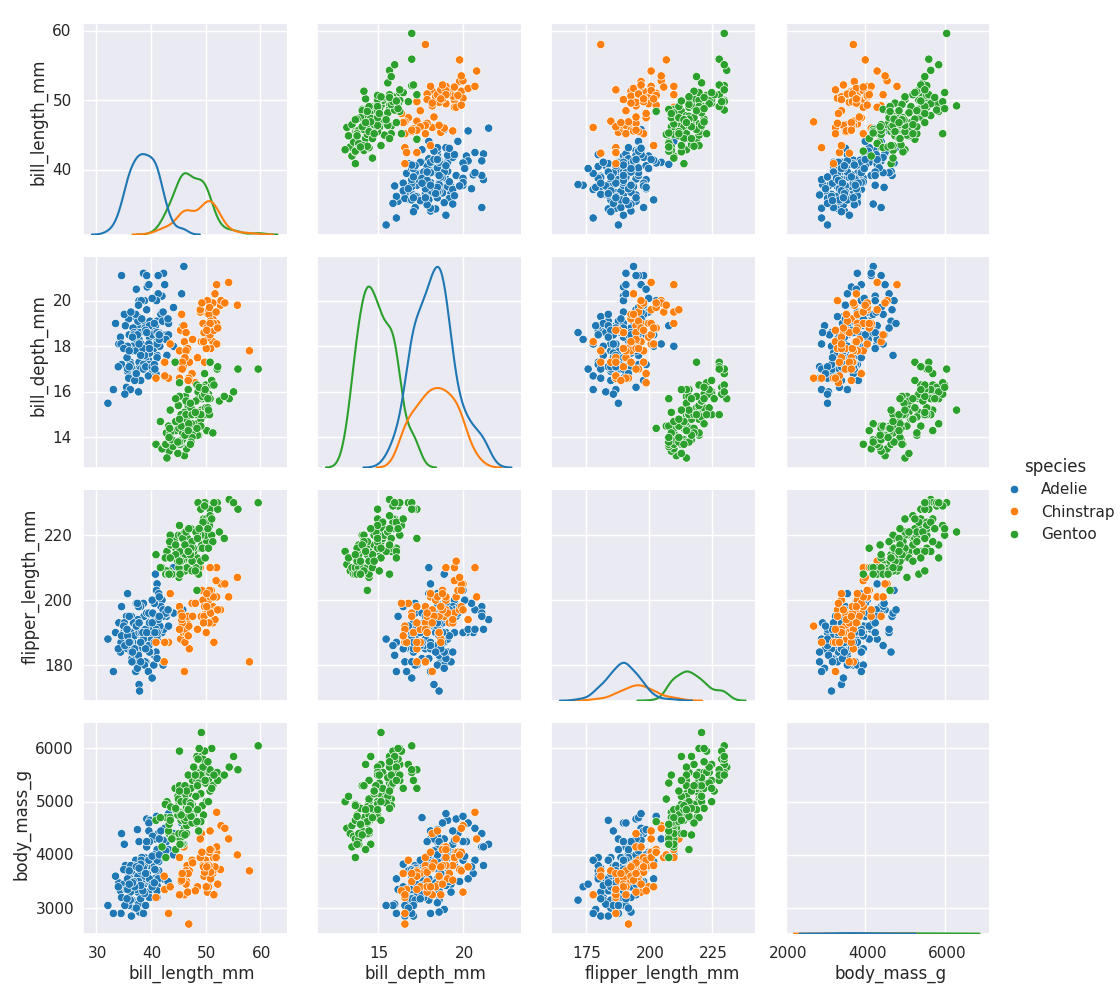 60
50
40
bill_length_mm
20
18
16
14
bill_depth_mm
220
200
180
flipper_length_mm
6000
5000
4000
3000
body_mass_g
30 40 50 60
bill_length_mm
15 20
bill_depth_mm
175 200 225
flipper_length_mm
2000 4000 6000
body_mass_g
species
Adelie
Chinstrap
Gentoo